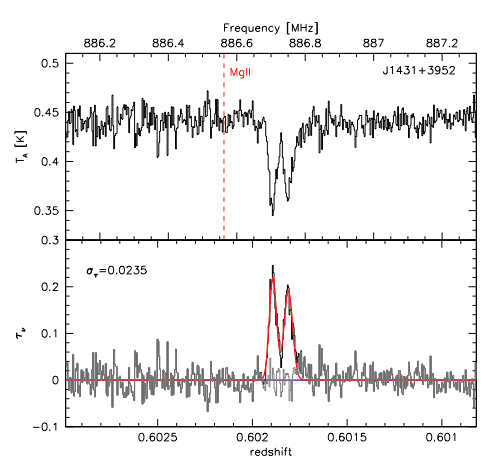 Frequency [MHz]
886.2 886.4 886.6 886.8 887 887.2
0.5
MgII
J1431+3952
0.45
T_A [K]
0.4
0.35
0.3
σ_τ=0.0235
0.2
τ_ν
0.1
0
−0.1
0.6025 0.602 0.6015 0.601
redshift